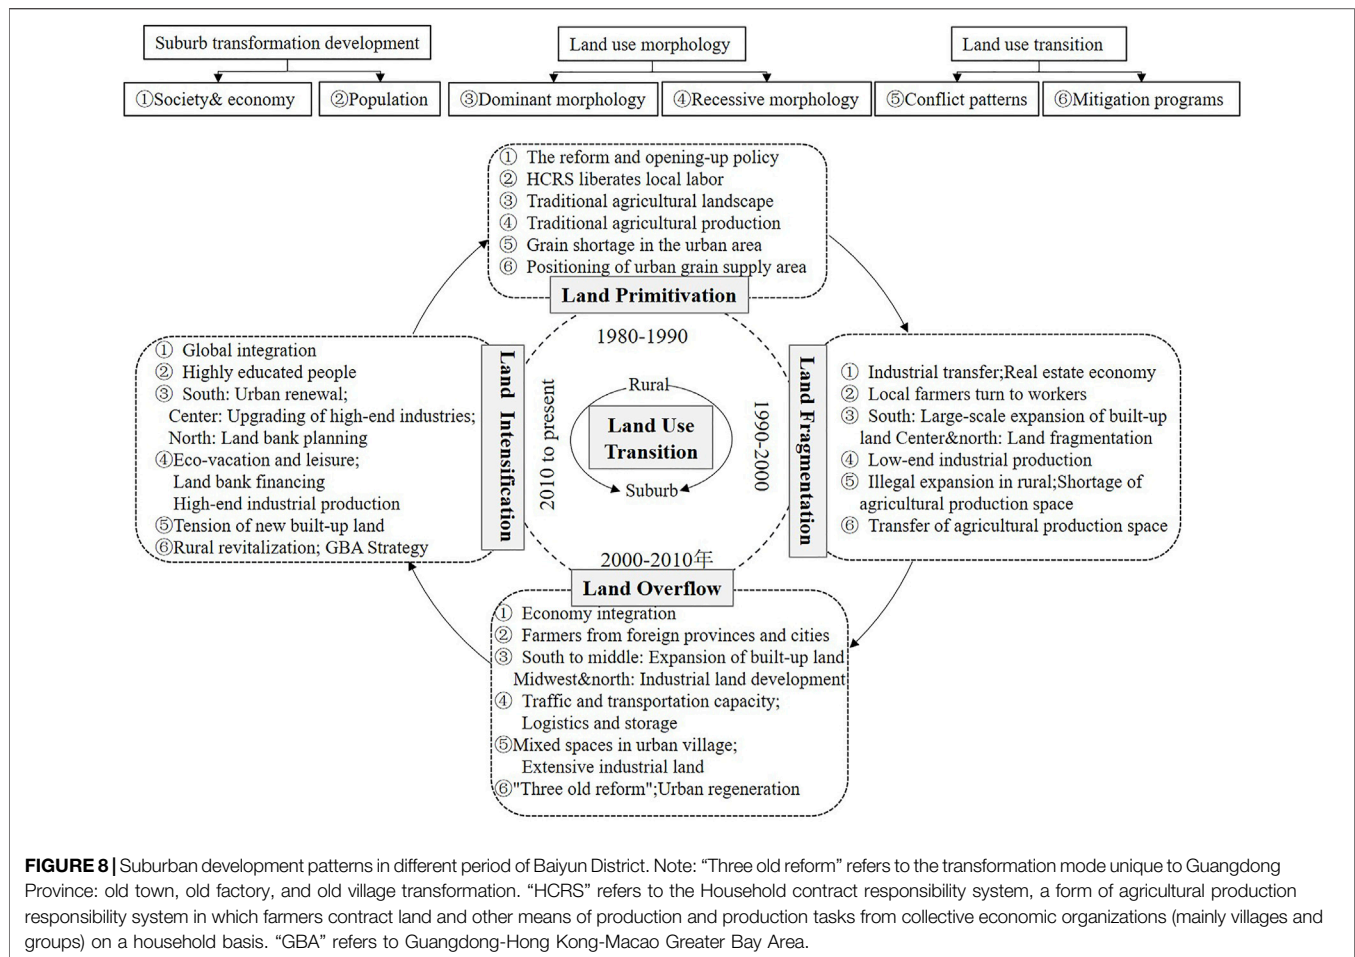 Suburb transformation development
Land use morphology
Land use transition
①Society& economy
②Population
③Dominant morphology
④Recessive morphology
⑤Conflict patterns
⑥Mitigation programs
① The reform and opening-up policy
② HCRS liberates local labor
③ Traditional agricultural landscape
④ Traditional agricultural production
⑤ Grain shortage in the urban area
⑥ Positioning of urban grain supply area
Land Primitivation
1980-1990
① Industrial transfer;Real estate economy
② Local farmers turn to workers
③ South: Large-scale expansion of built-up
land Center&north: Land fragmentation
④ Low-end industrial production
⑤ Illegal expansion in rural;Shortage of
agricultural production space
⑥ Transfer of agricultural production space
Land Fragmentation
1990-2000
Rural
Land Use
Transition
Suburb
2000-2010年
Land Overflow
① Economy integration
② Farmers from foreign provinces and cities
③ South to middle: Expansion of built-up land
Midwest&north: Industrial land development
④ Traffic and transportation capacity;
Logistics and storage
⑤Mixed spaces in urban village;
Extensive industrial land
⑥"Three old reform";Urban regeneration
① Global integration
② Highly educated people
③ South: Urban renewal;
Center: Upgrading of high-end industries;
North: Land bank planning
④Eco-vacation and leisure;
Land bank financing
High-end industrial production
⑤Tension of new built-up land
⑥Rural revitalization; GBA Strategy
Land Intensification
2010 to present
FIGURE 8 | Suburban development patterns in different period of Baiyun District. Note: “Three old reform” refers to the transformation mode unique to Guangdong
Province: old town, old factory, and old village transformation. “HCRS” refers to the Household contract responsibility system, a form of agricultural production
responsibility system in which farmers contract land and other means of production and production tasks from collective economic organizations (mainly villages and
groups) on a household basis. “GBA” refers to Guangdong-Hong Kong-Macao Greater Bay Area.